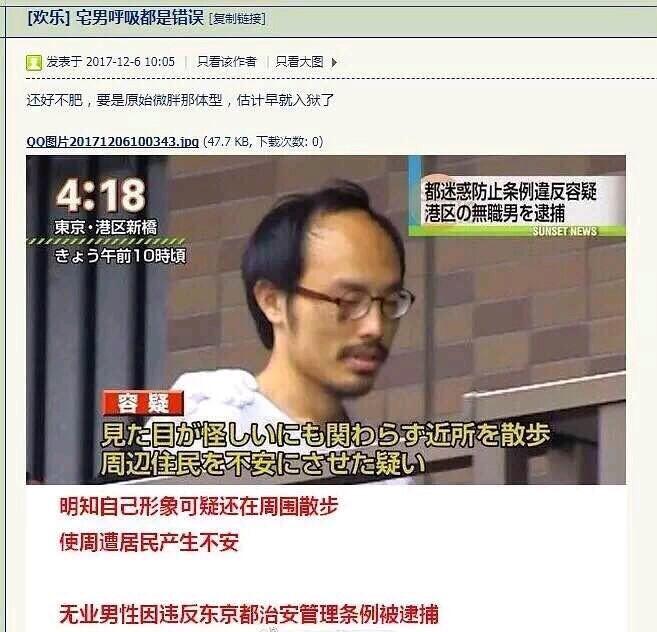 [欢乐] 宅男呼吸都是错误 [复制链接]
发表于 2017-12-6 10:05 | 只看该作者 | 只看大图
还好不肥，要是原始微胖那体型，估计早就入狱了
QQ图片20171206100343.jpg (47.7 KB, 下载次数: 0)
4:18
東京・港区新橋
きょう午前10時頃
都迷惑防止条例違反容疑
港区の無職男を逮捕
SUNSET NEWS
容疑
見た目が怪しいにも関わらず近所を散歩
周辺住民を不安にさせた疑い
明知自己形象可疑还在周围散步
使周遭居民产生不安
无业男性因违反东京都治安管理条例被逮捕